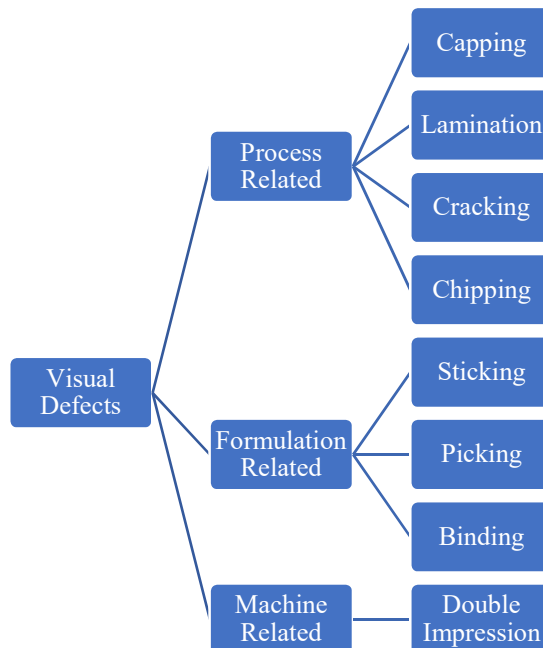 Visual
Defects
Process
Related
Capping
Lamination
Cracking
Chipping
Formulation
Related
Sticking
Picking
Binding
Machine
Related
Double
Impression